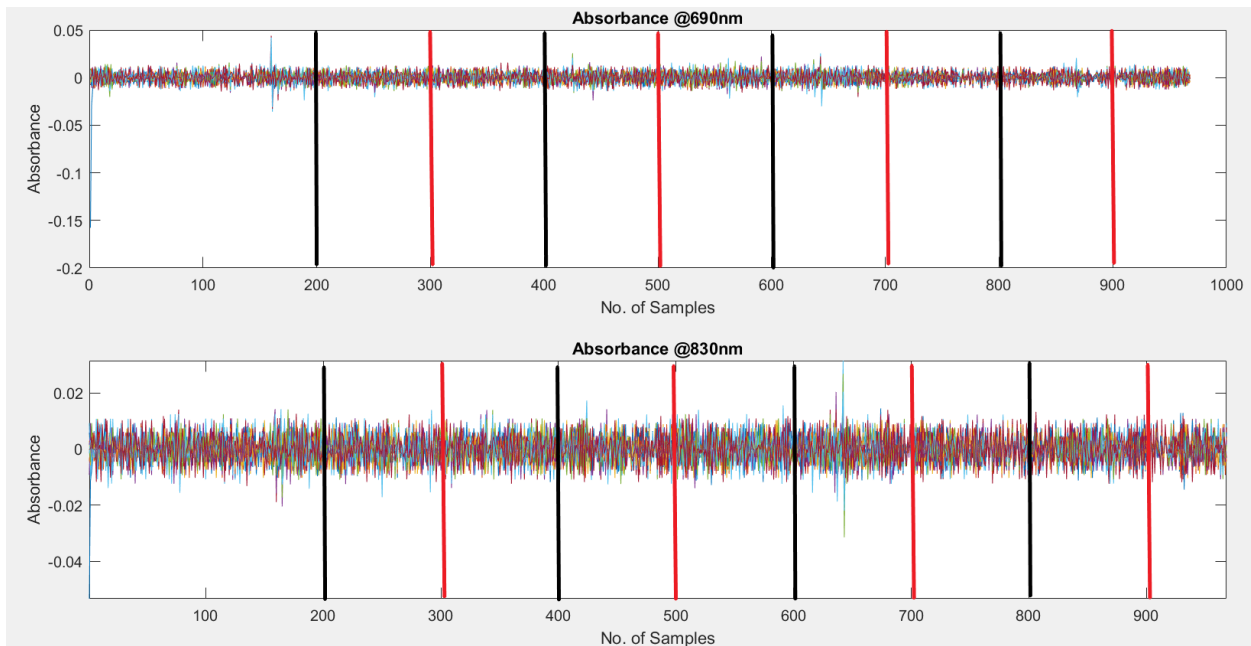 Absorbance @690nm
0.05
0
-0.05
-0.1
-0.15
-0.2
Absorbance
0 100 200 300 400 500 600 700 800 900 1000
No. of Samples
Absorbance @830nm
0.02
0
-0.02
-0.04
Absorbance
100 200 300 400 500 600 700 800 900
No. of Samples